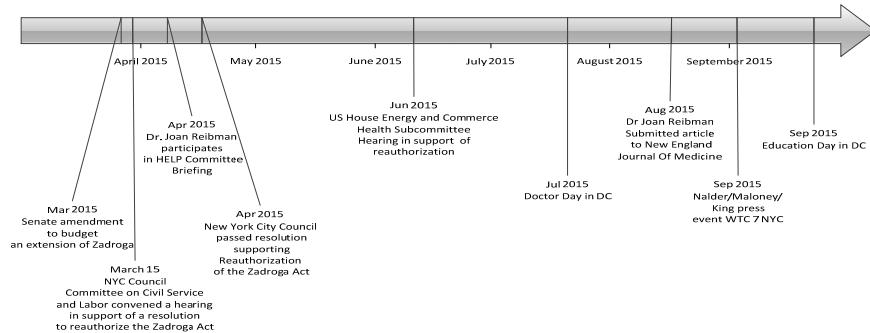 April 2015
May 2015
June 2015
July 2015
August 2015
September 2015
Mar 2015
Senate amendment
to budget
an extension of Zadroga
March 15
NYC Council
Committee on Civil Service
and Labor convened a hearing
in support of a resolution
to reauthorize the Zadroga Act
Apr 2015
Dr. Joan Reibman
participates
in HELP Committee
Briefing
Apr 2015
New York City Council
passed resolution
supporting
Reauthorization
of the Zadroga Act
Jun 2015
US House Energy and Commerce
Health Subcommittee
Hearing in support of
reauthorization
Jul 2015
Doctor Day in DC
Aug 2015
Dr Joan Reibman
Submitted article
to New England
Journal Of Medicine
Sep 2015
Nalder/Maloney/
King press
event WTC 7 NYC
Sep 2015
Education Day in DC